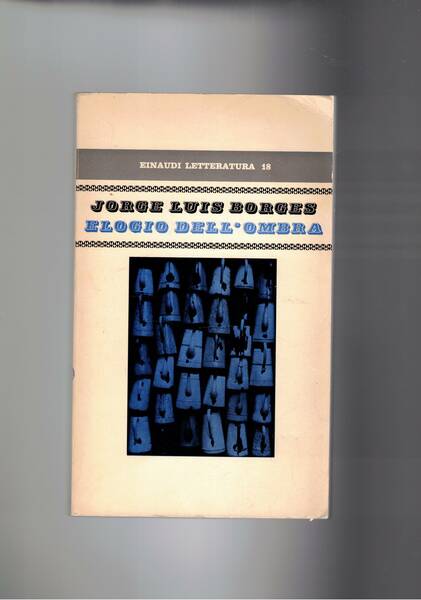 EINAUDI LETTERATURA 18
JORGE LUIS BORGES
ELOGIO DELL'OMBRA